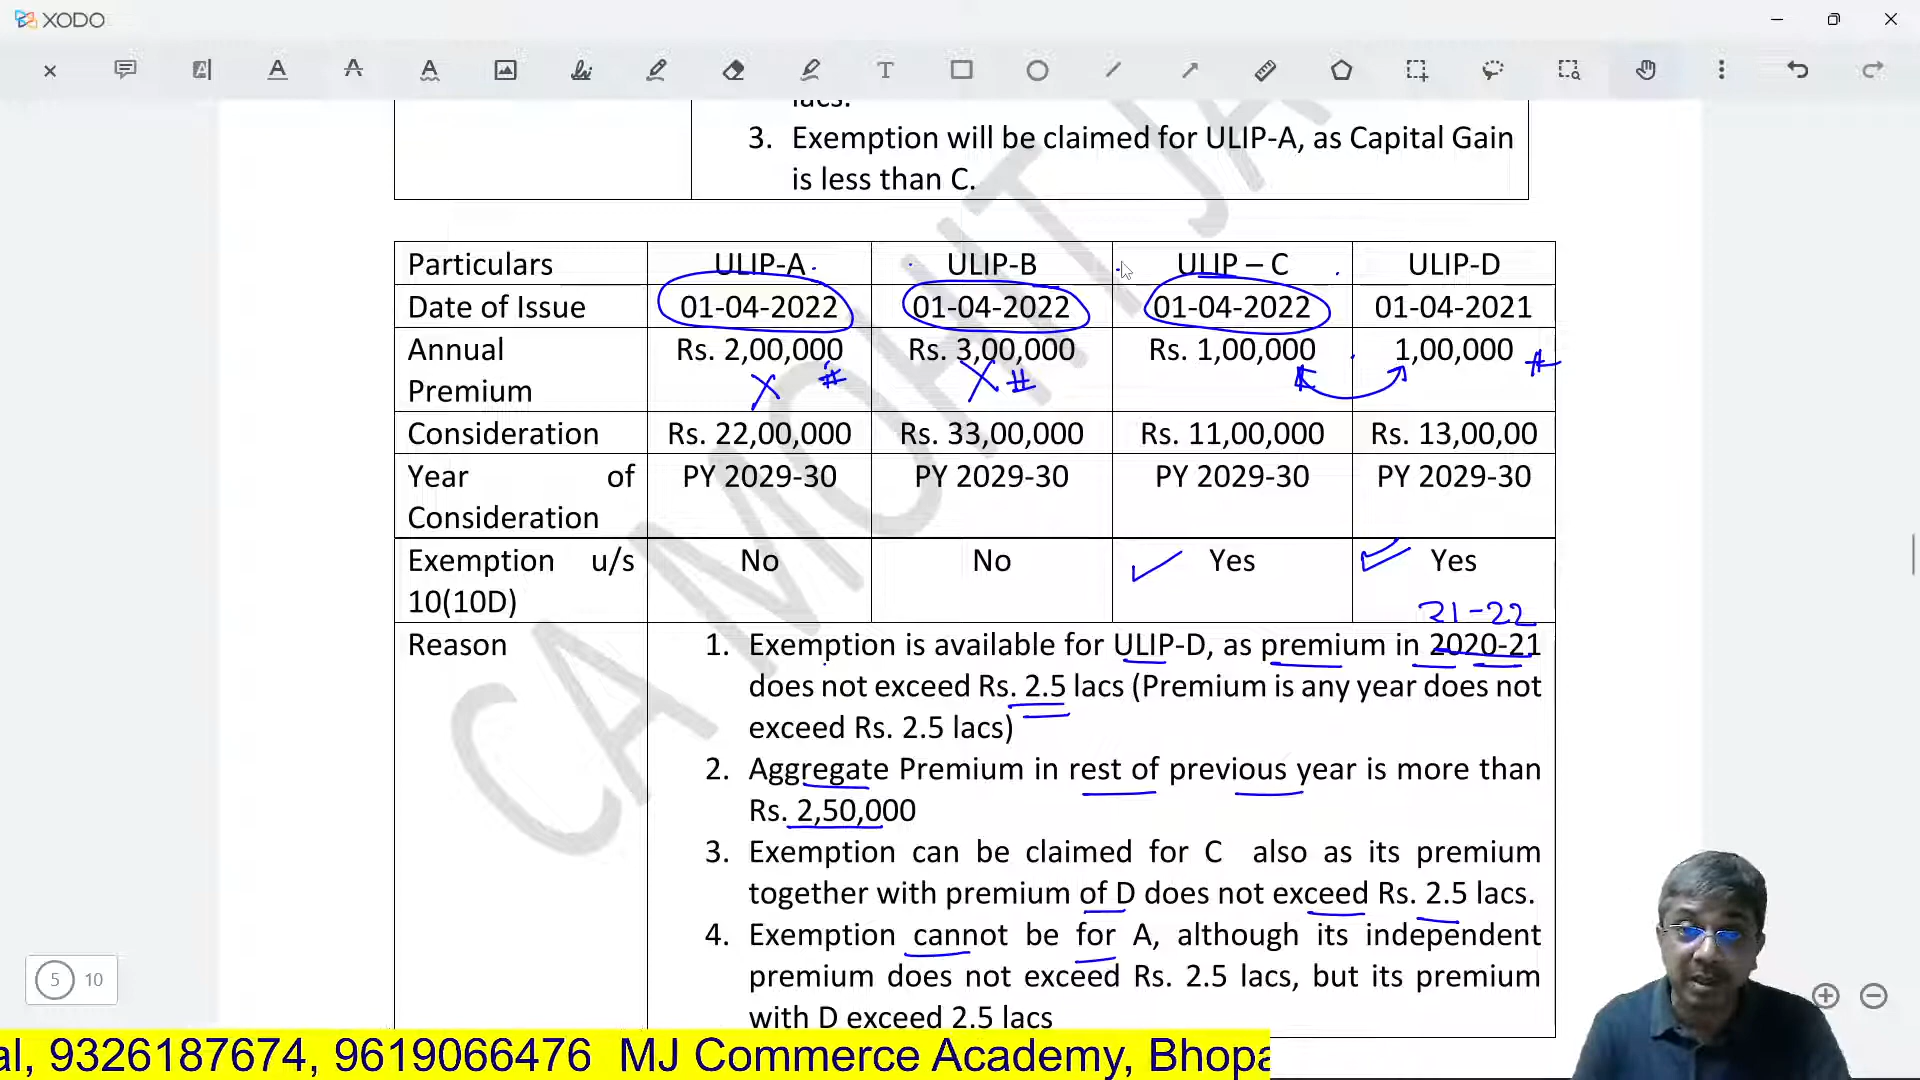 XODO
lacs.
3. Exemption will be claimed for ULIP-A, as Capital Gain
is less than C.
Particulars ULIP-A ULIP-B ULIP – C ULIP-D
Date of Issue 01-04-2022 01-04-2022 01-04-2022 01-04-2021
Annual Premium Rs. 2,00,000 Rs. 3,00,000 Rs. 1,00,000 1,00,000
X # X # #
Consideration Rs. 22,00,000 Rs. 33,00,000 Rs. 11,00,000 Rs. 13,00,00
Year of Consideration PY 2029-30 PY 2029-30 PY 2029-30 PY 2029-30
Exemption u/s 10(10D) No No Yes Yes
21-22
Reason 1. Exemption is available for ULIP-D, as premium in 2020-21
does not exceed Rs. 2.5 lacs (Premium is any year does not
exceed Rs. 2.5 lacs)
2. Aggregate Premium in rest of previous year is more than
Rs. 2,50,000
3. Exemption can be claimed for C also as its premium
together with premium of D does not exceed Rs. 2.5 lacs.
4. Exemption cannot be for A, although its independent
premium does not exceed Rs. 2.5 lacs, but its premium
with D exceed 2.5 lacs
CA MOHIT JA
5 10
al, 9326187674, 9619066476 MJ Commerce Academy, Bhopa